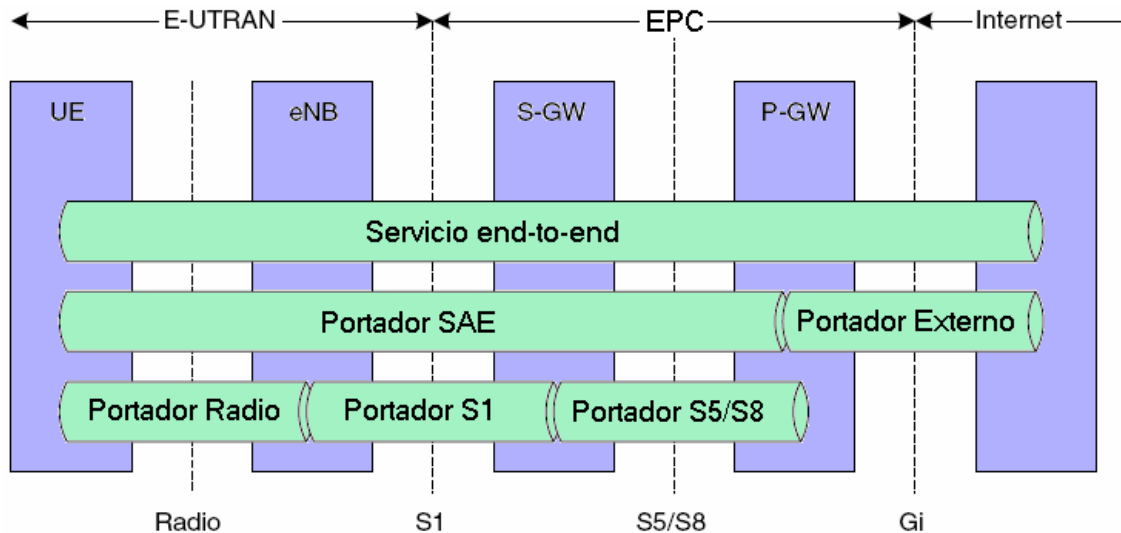 E-UTRAN EPC Internet
UE eNB S-GW P-GW
Servicio end-to-end
Portador SAE Portador Externo
Portador Radio Portador S1 Portador S5/S8
Radio S1 S5/S8 Gi